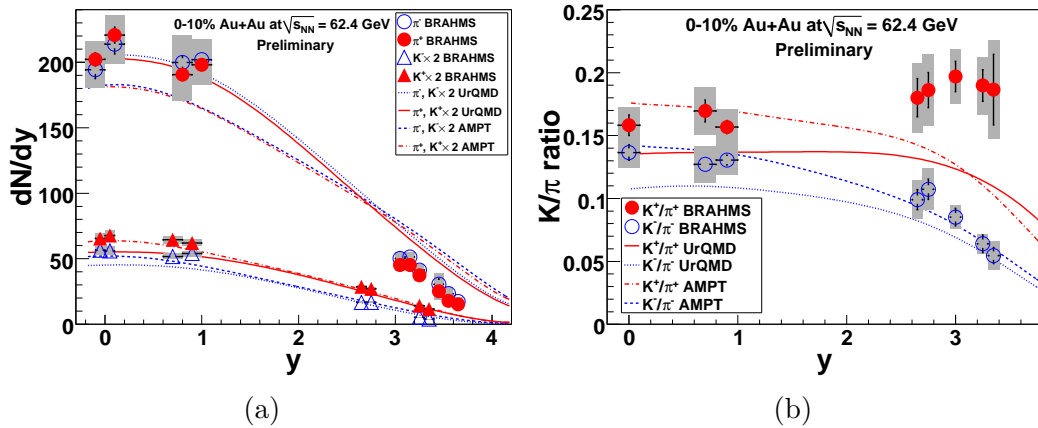 0-10% Au+Au at √s_NN = 62.4 GeV
Preliminary
π⁻ BRAHMS
π⁺ BRAHMS
K⁻×2 BRAHMS
K⁺×2 BRAHMS
π⁻, K⁻×2 UrQMD
π⁺, K⁺×2 UrQMD
π⁻, K⁻×2 AMPT
π⁺, K⁺×2 AMPT
dN/dy
200
150
100
50
0
0 1 2 3 4
y
(a)
0-10% Au+Au at √s_NN = 62.4 GeV
Preliminary
K/π ratio
0.25
0.2
0.15
0.1
0.05
0
K⁺/π⁺ BRAHMS
K⁻/π⁻ BRAHMS
K⁺/π⁺ UrQMD
K⁻/π⁻ UrQMD
K⁺/π⁺ AMPT
K⁻/π⁻ AMPT
0 1 2 3
y
(b)